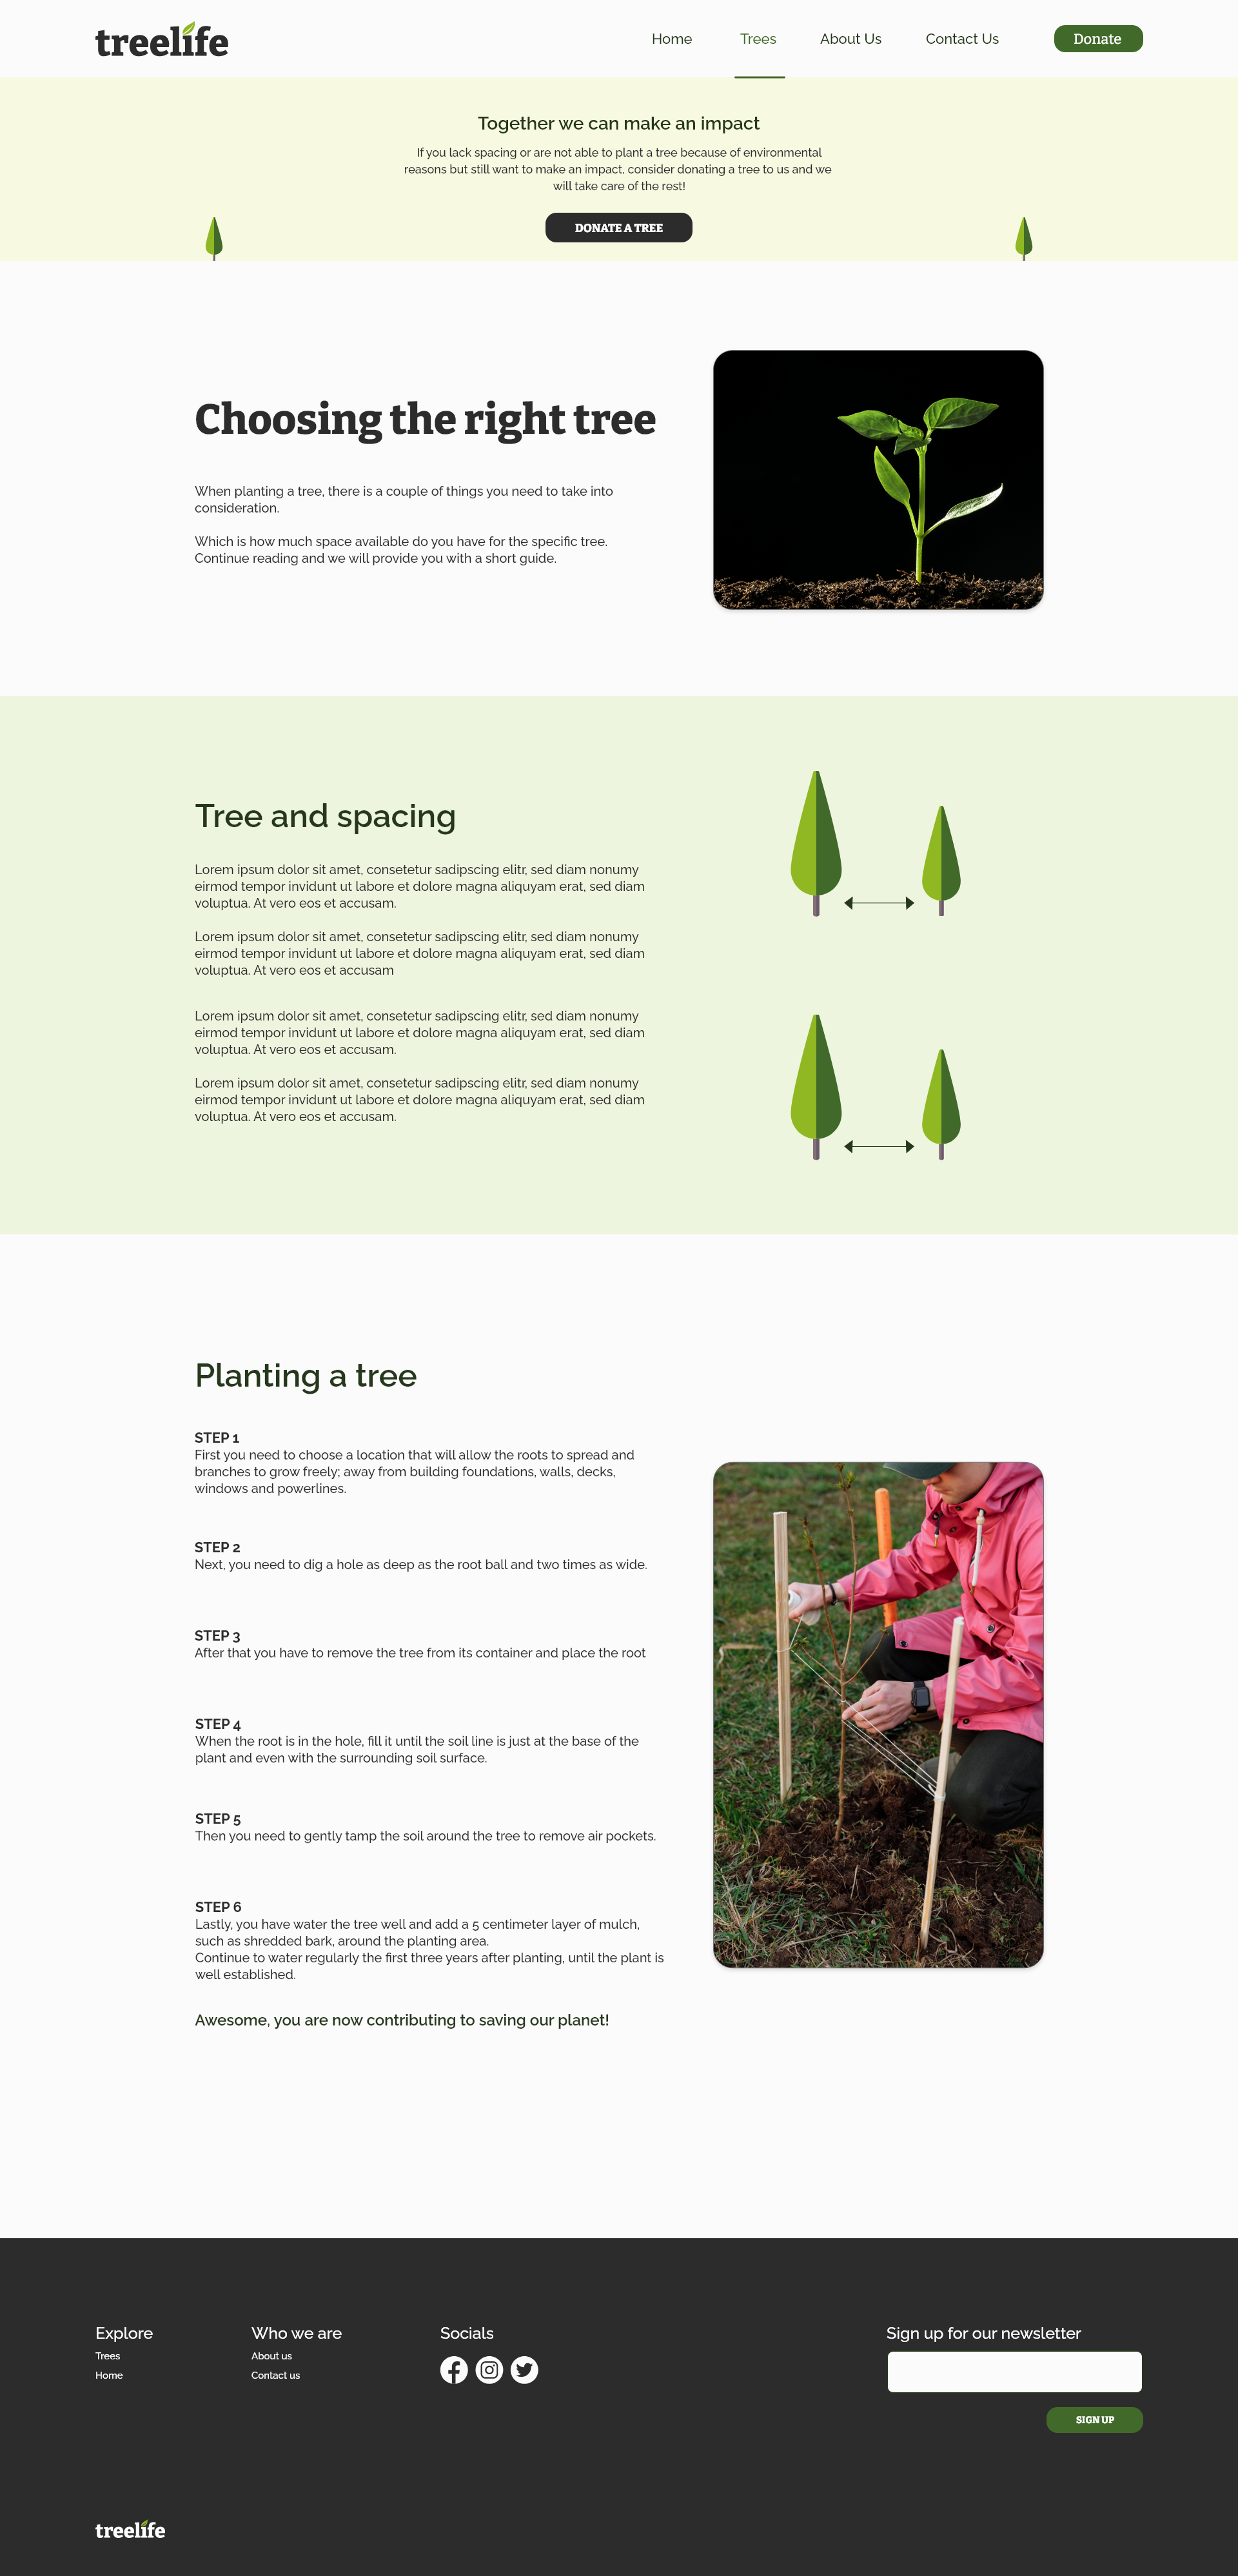 treelife
Home
Trees
About Us
Contact Us
Donate
Together we can make an impact
If you lack spacing or are not able to plant a tree because of environmental
reasons but still want to make an impact, consider donating a tree to us and we
will take care of the rest!
DONATE A TREE
Choosing the right tree
When planting a tree, there is a couple of things you need to take into
consideration.
Which is how much space available do you have for the specific tree.
Continue reading and we will provide you with a short guide.
Tree and spacing
Lorem ipsum dolor sit amet, consetetur sadipscing elitr, sed diam nonumy
eirmod tempor invidunt ut labore et dolore magna aliquyam erat, sed diam
voluptua. At vero eos et accusam.
Lorem ipsum dolor sit amet, consetetur sadipscing elitr, sed diam nonumy
eirmod tempor invidunt ut labore et dolore magna aliquyam erat, sed diam
voluptua. At vero eos et accusam
Lorem ipsum dolor sit amet, consetetur sadipscing elitr, sed diam nonumy
eirmod tempor invidunt ut labore et dolore magna aliquyam erat, sed diam
voluptua. At vero eos et accusam.
Lorem ipsum dolor sit amet, consetetur sadipscing elitr, sed diam nonumy
eirmod tempor invidunt ut labore et dolore magna aliquyam erat, sed diam
voluptua. At vero eos et accusam.
Planting a tree
STEP 1
First you need to choose a location that will allow the roots to spread and
branches to grow freely; away from building foundations, walls, decks,
windows and powerlines.
STEP 2
Next, you need to dig a hole as deep as the root ball and two times as wide.
STEP 3
After that you have to remove the tree from its container and place the root
STEP 4
When the root is in the hole, fill it until the soil line is just at the base of the
plant and even with the surrounding soil surface.
STEP 5
Then you need to gently tamp the soil around the tree to remove air pockets.
STEP 6
Lastly, you have water the tree well and add a 5 centimeter layer of mulch,
such as shredded bark, around the planting area.
Continue to water regularly the first three years after planting, until the plant is
well established.
Awesome, you are now contributing to saving our planet!
Explore
Trees
Home
Who we are
About us
Contact us
Socials
Sign up for our newsletter
SIGN UP
treelife